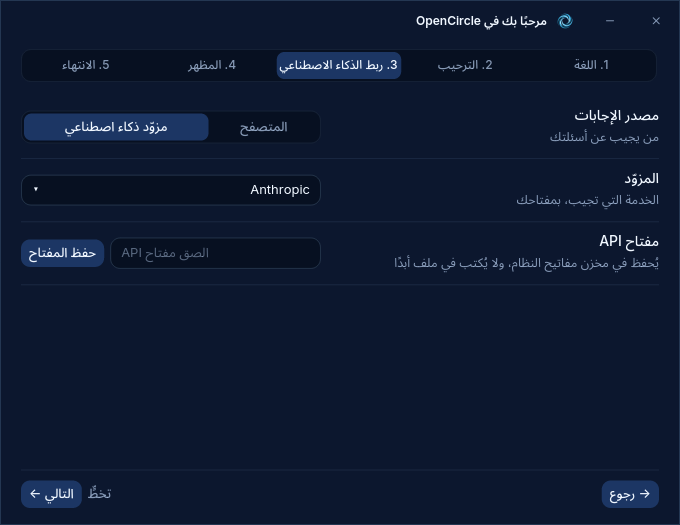 مرحبًا بك في OpenCircle
1. اللغة
2. الترحيب
3. ربط الذكاء الاصطناعي
4. المظهر
5. الانتهاء
مصدر الإجابات
من يجيب عن أسئلتك
المتصفح
مزوّد ذكاء اصطناعي
المزوّد
الخدمة التي تجيب، بمفتاحك
Anthropic
مفتاح API
يُحفظ في مخزن مفاتيح النظام، ولا يُكتب في ملف أبدًا
الصق مفتاح API
حفظ المفتاح
→ رجوع
تخطٍّ
التالي ←